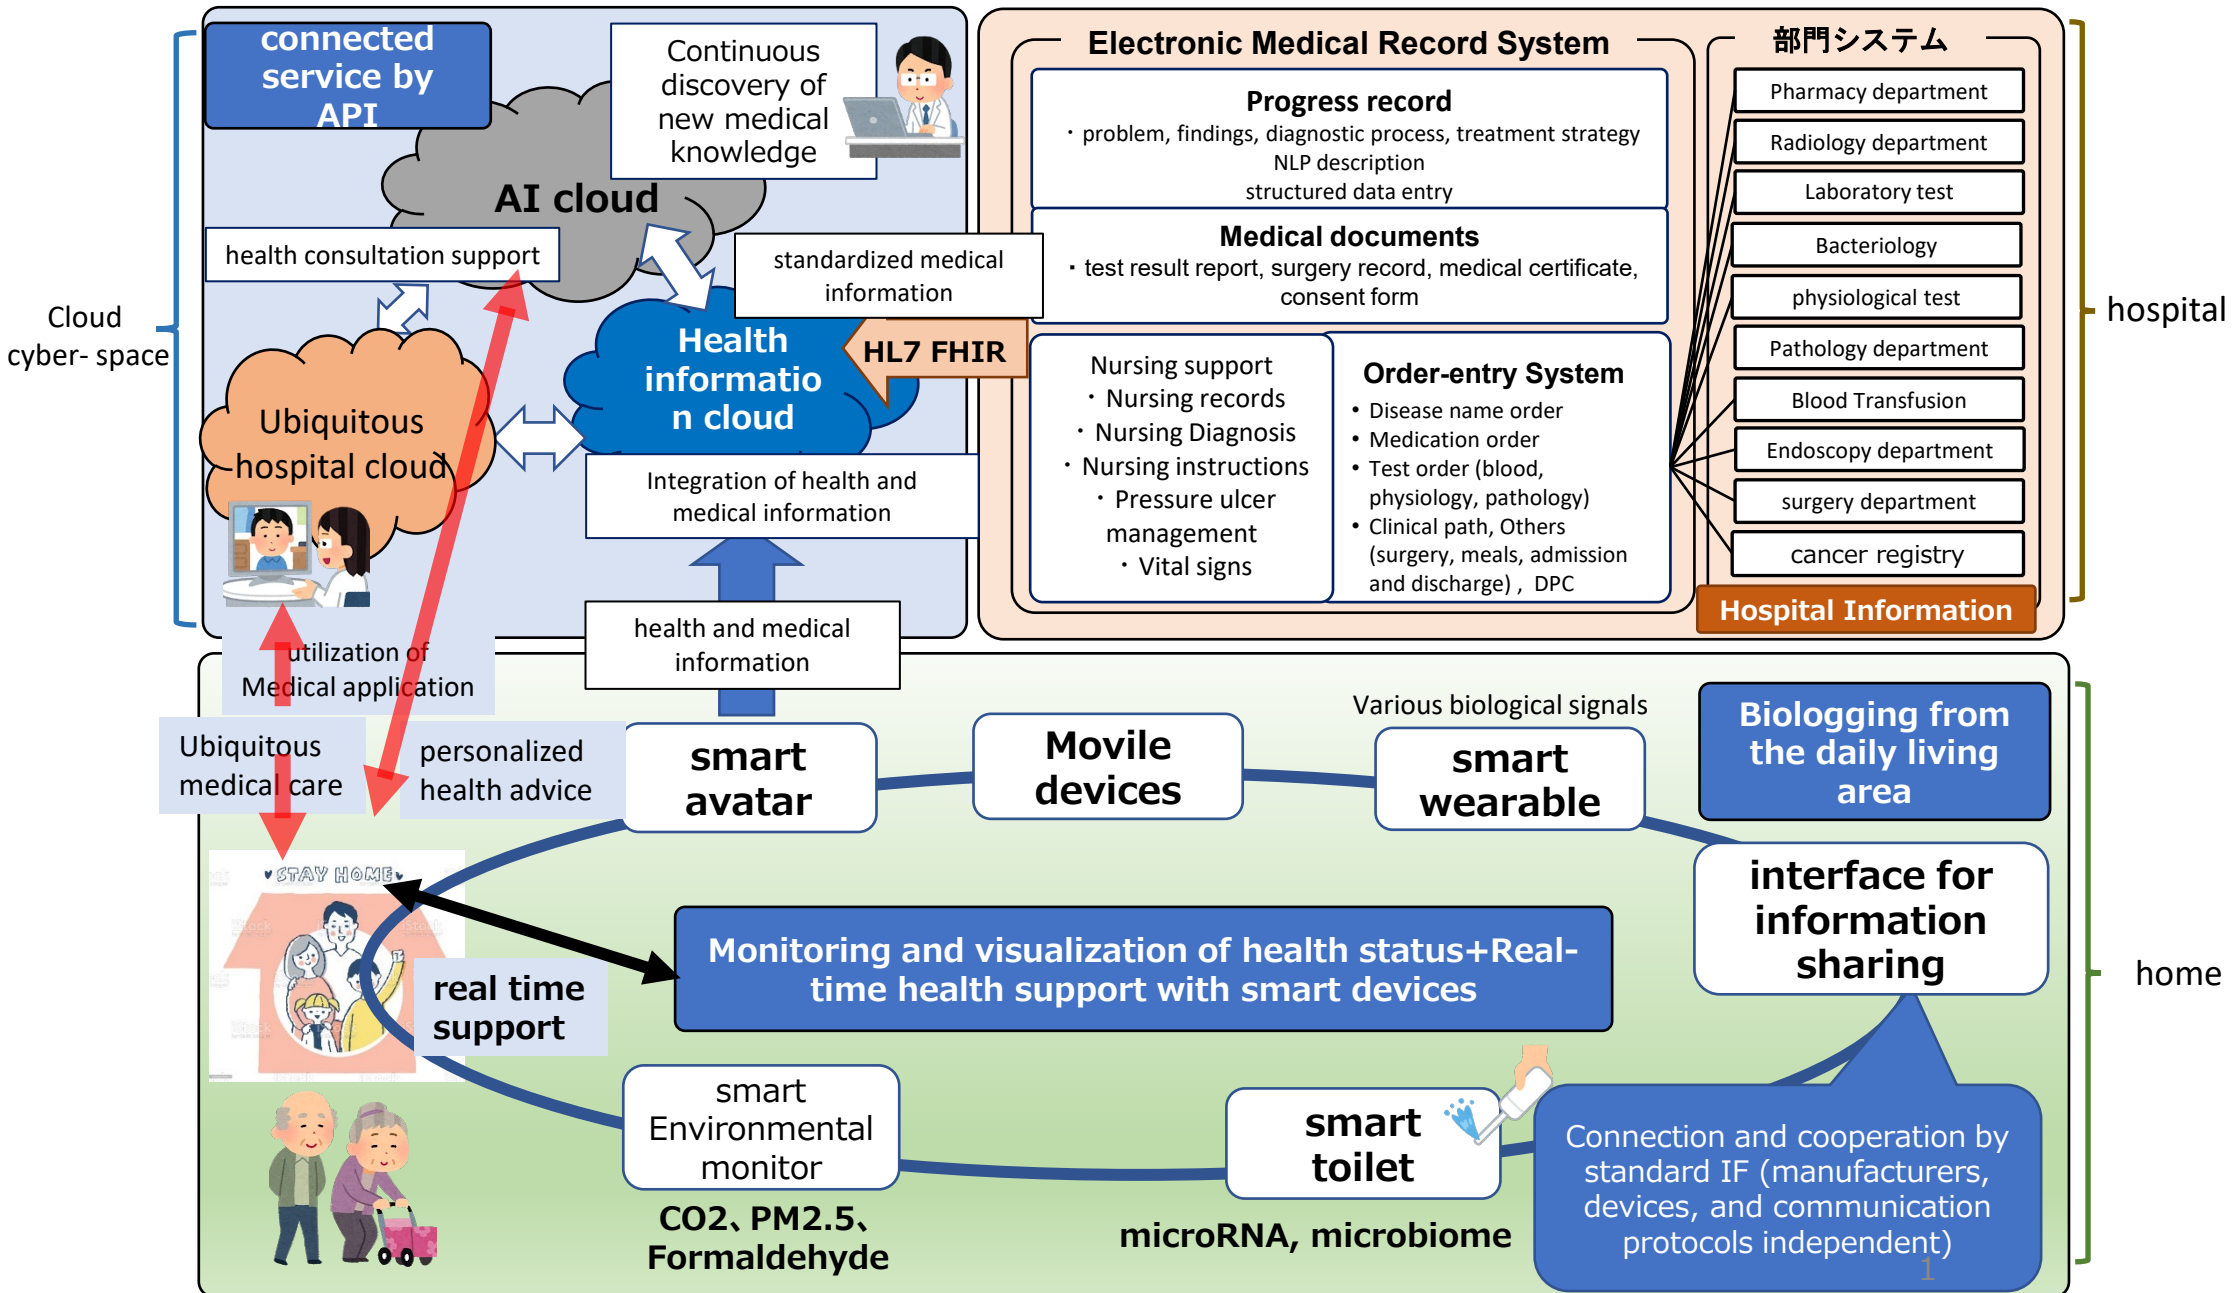 connected
service by
API
Continuous
discovery of
new medical
knowledge
AI cloud
health consultation support
standardized medical
information
Cloud
cyber- space
Health
informatio
n cloud
HL7 FHIR
Ubiquitous
hospital cloud
Integration of health and
medical information
health and medical
information
utilization of
Medical application
Electronic Medical Record System
Progress record
・problem, findings, diagnostic process, treatment strategy
NLP description
structured data entry
Medical documents
・test result report, surgery record, medical certificate,
consent form
Nursing support
・Nursing records
・Nursing Diagnosis
・Nursing instructions
・Pressure ulcer
management
・Vital signs
Order-entry System
• Disease name order
• Medication order
• Test order (blood,
physiology, pathology)
• Clinical path, Others
(surgery, meals, admission
and discharge) , DPC
部門システム
Pharmacy department
Radiology department
Laboratory test
Bacteriology
physiological test
Pathology department
Blood Transfusion
Endoscopy department
surgery department
cancer registry
Hospital Information
hospital
Ubiquitous
medical care
personalized
health advice
smart
avatar
Movile
devices
Various biological signals
smart
wearable
Biologging from
the daily living
area
interface for
information
sharing
STAY HOME
iStock
iStock
iStock
real time
support
Monitoring and visualization of health status+Real-
time health support with smart devices
home
smart
Environmental
monitor
CO2、PM2.5、
Formaldehyde
smart
toilet
microRNA, microbiome
Connection and cooperation by
standard IF (manufacturers,
devices, and communication
protocols independent)
1